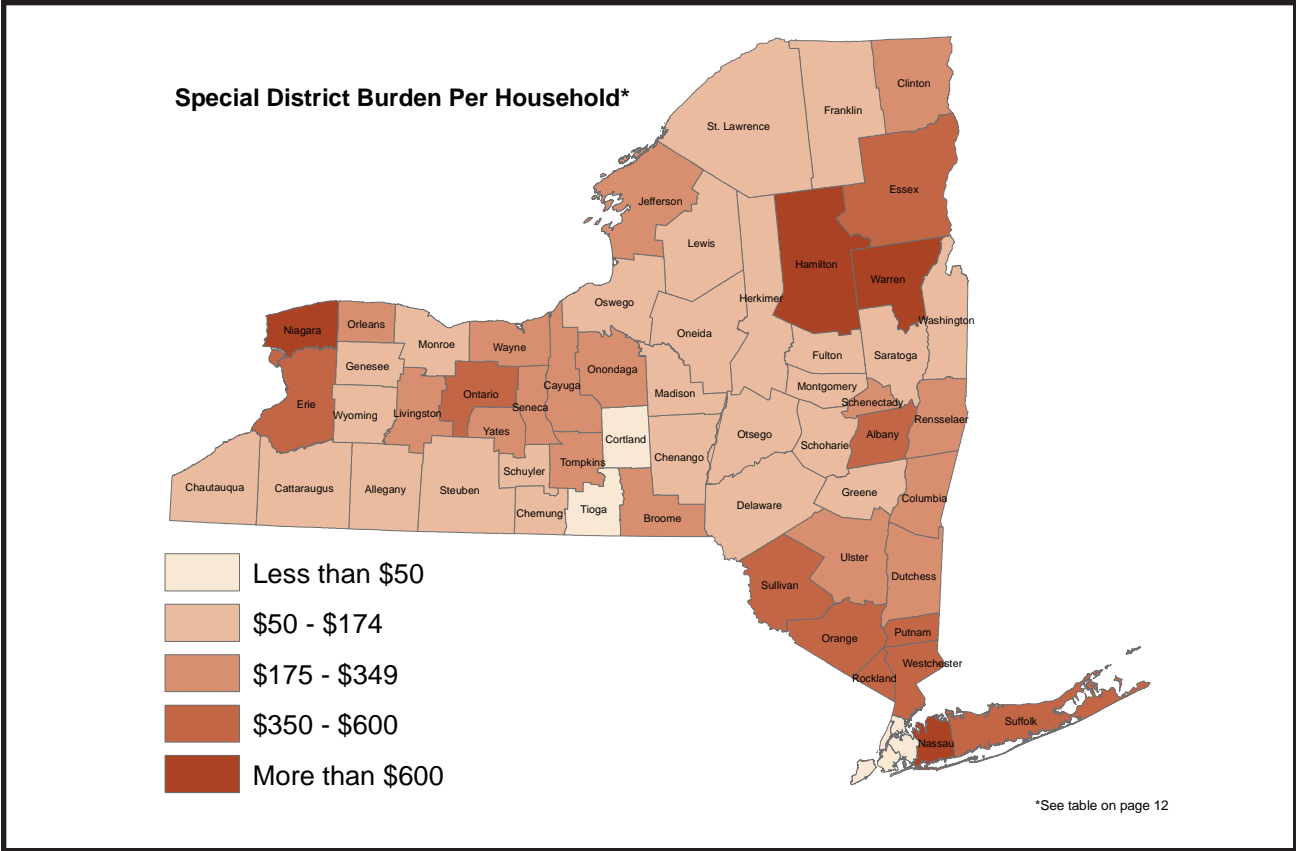 Special District Burden Per Household*
Clinton
Franklin
St. Lawrence
Essex
Jefferson
Lewis
Hamilton
Warren
Herkimer
Oswego
Washington
Oneida
Niagara
Orleans
Monroe
Wayne
Fulton
Saratoga
Genesee
Onondaga
Montgomery
Cayuga
Madison
Ontario
Schenectady
Erie
Seneca
Wyoming
Livingston
Rensselaer
Yates
Otsego
Albany
Cortland
Schoharie
Chenango
Tompkins
Schuyler
Chautauqua
Cattaraugus
Allegany
Steuben
Greene
Columbia
Delaware
Chemung
Tioga
Broome
Ulster
Dutchess
Sullivan
Putnam
Orange
Westchester
Rockland
Suffolk
Nassau
Less than $50
$50 - $174
$175 - $349
$350 - $600
More than $600
*See table on page 12